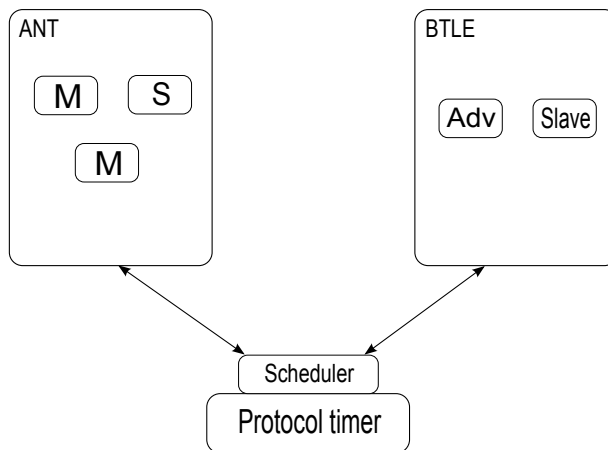 ANT
BTLE
M
S
M
Adv
Slave
Scheduler
Protocol timer